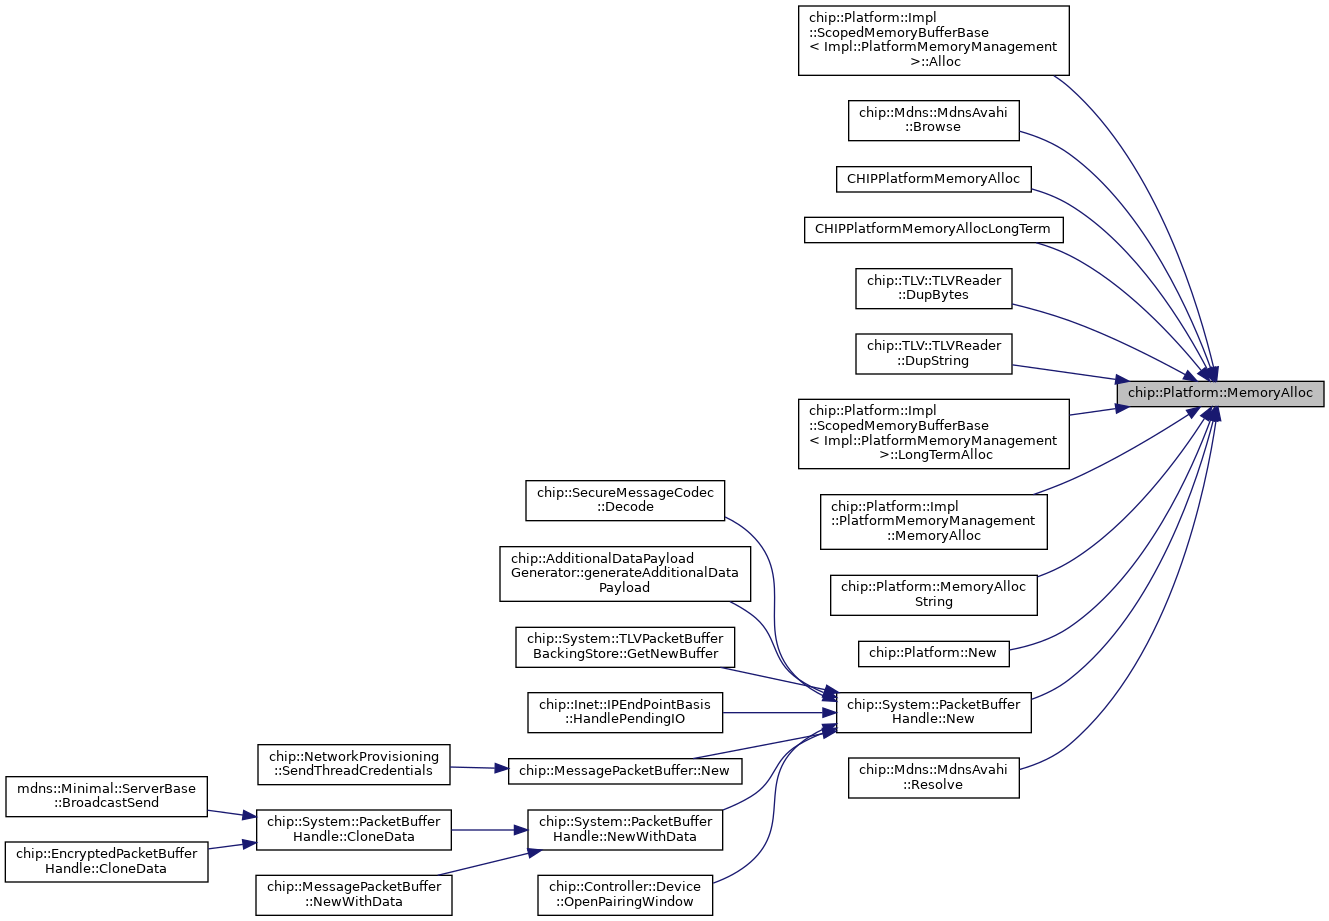 chip::Platform::Impl
::ScopedMemoryBufferBase
< Impl::PlatformMemoryManagement
>::Alloc
chip::Mdns::MdnsAvahi
::Browse
CHIPPlatformMemoryAlloc
CHIPPlatformMemoryAllocLongTerm
chip::TLV::TLVReader
::DupBytes
chip::TLV::TLVReader
::DupString
chip::Platform::MemoryAlloc
chip::Platform::Impl
::ScopedMemoryBufferBase
< Impl::PlatformMemoryManagement
>::LongTermAlloc
chip::Platform::Impl
::PlatformMemoryManagement
::MemoryAlloc
chip::Platform::MemoryAlloc
String
chip::Platform::New
chip::System::PacketBuffer
Handle::New
chip::Mdns::MdnsAvahi
::Resolve
chip::SecureMessageCodec
::Decode
chip::AdditionalDataPayload
Generator::generateAdditionalData
Payload
chip::System::TLVPacketBuffer
BackingStore::GetNewBuffer
chip::Inet::IPEndPointBasis
::HandlePendingIO
chip::MessagePacketBuffer::New
chip::NetworkProvisioning
::SendThreadCredentials
chip::System::PacketBuffer
Handle::NewWithData
chip::System::PacketBuffer
Handle::CloneData
mdns::Minimal::ServerBase
::BroadcastSend
chip::EncryptedPacketBuffer
Handle::CloneData
chip::MessagePacketBuffer
::NewWithData
chip::Controller::Device
::OpenPairingWindow